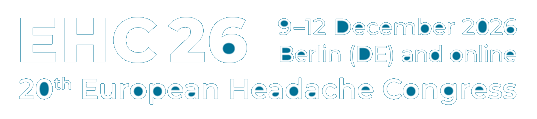 EHC 26
9–12 December 2026
Berlin (DE) and online
20th European Headache Congress